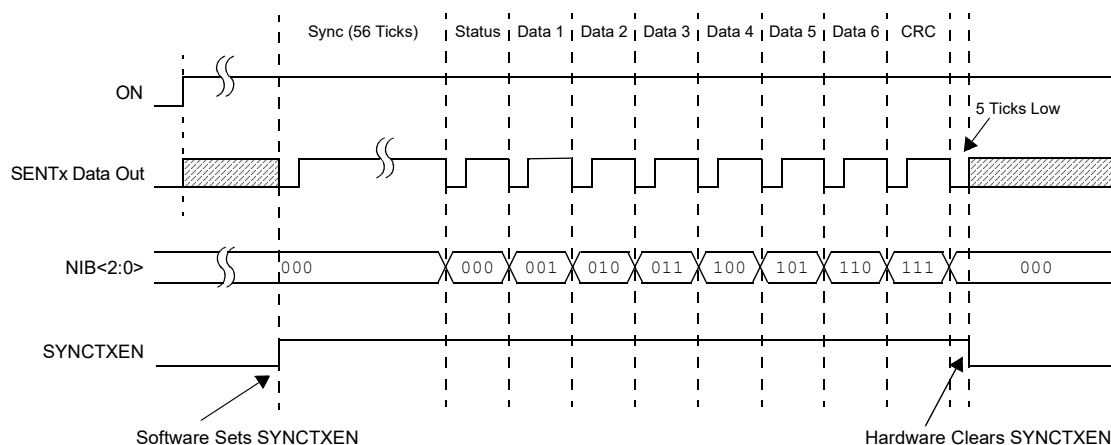 Sync (56 Ticks) Status Data 1 Data 2 Data 3 Data 4 Data 5 Data 6 CRC
ON
5 Ticks Low
SENTx Data Out
NIB<2:0> 000 000 001 010 011 100 101 110 111 000
SYNCTXEN
Software Sets SYNCTXEN Hardware Clears SYNCTXEN